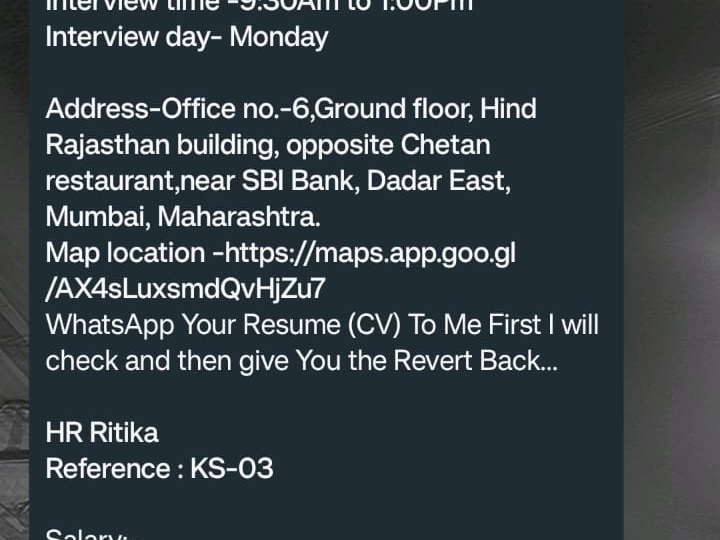 Interview time -9:30Am to 1:00Pm
Interview day- Monday
Address-Office no.-6,Ground floor, Hind
Rajasthan building, opposite Chetan
restaurant,near SBI Bank, Dadar East,
Mumbai, Maharashtra.
Map location -https://maps.app.goo.gl
/AX4sLuxsmdQvHjZu7
WhatsApp Your Resume (CV) To Me First I will
check and then give You the Revert Back...
HR Ritika
Reference : KS-03
Salary: